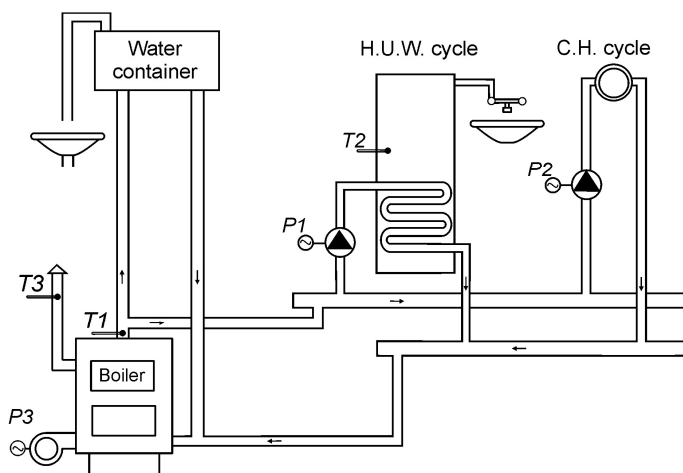 Water
container
H.U.W. cycle
C.H. cycle
T2
P2
P1
T3
T1
Boiler
P3